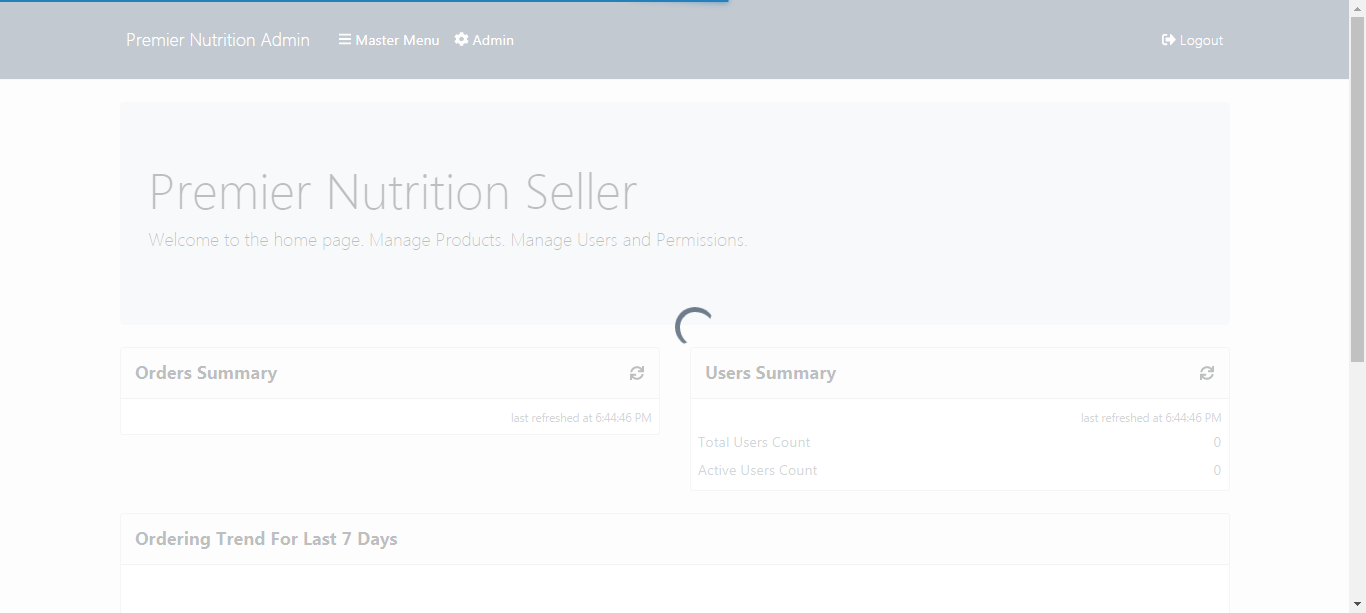 Premier Nutrition Admin Master Menu Admin Logout
Premier Nutrition Seller
Welcome to the home page. Manage Products. Manage Users and Permissions.
Orders Summary
last refreshed at 6:44:46 PM
Users Summary
last refreshed at 6:44:46 PM
Total Users Count 0
Active Users Count 0
Ordering Trend For Last 7 Days